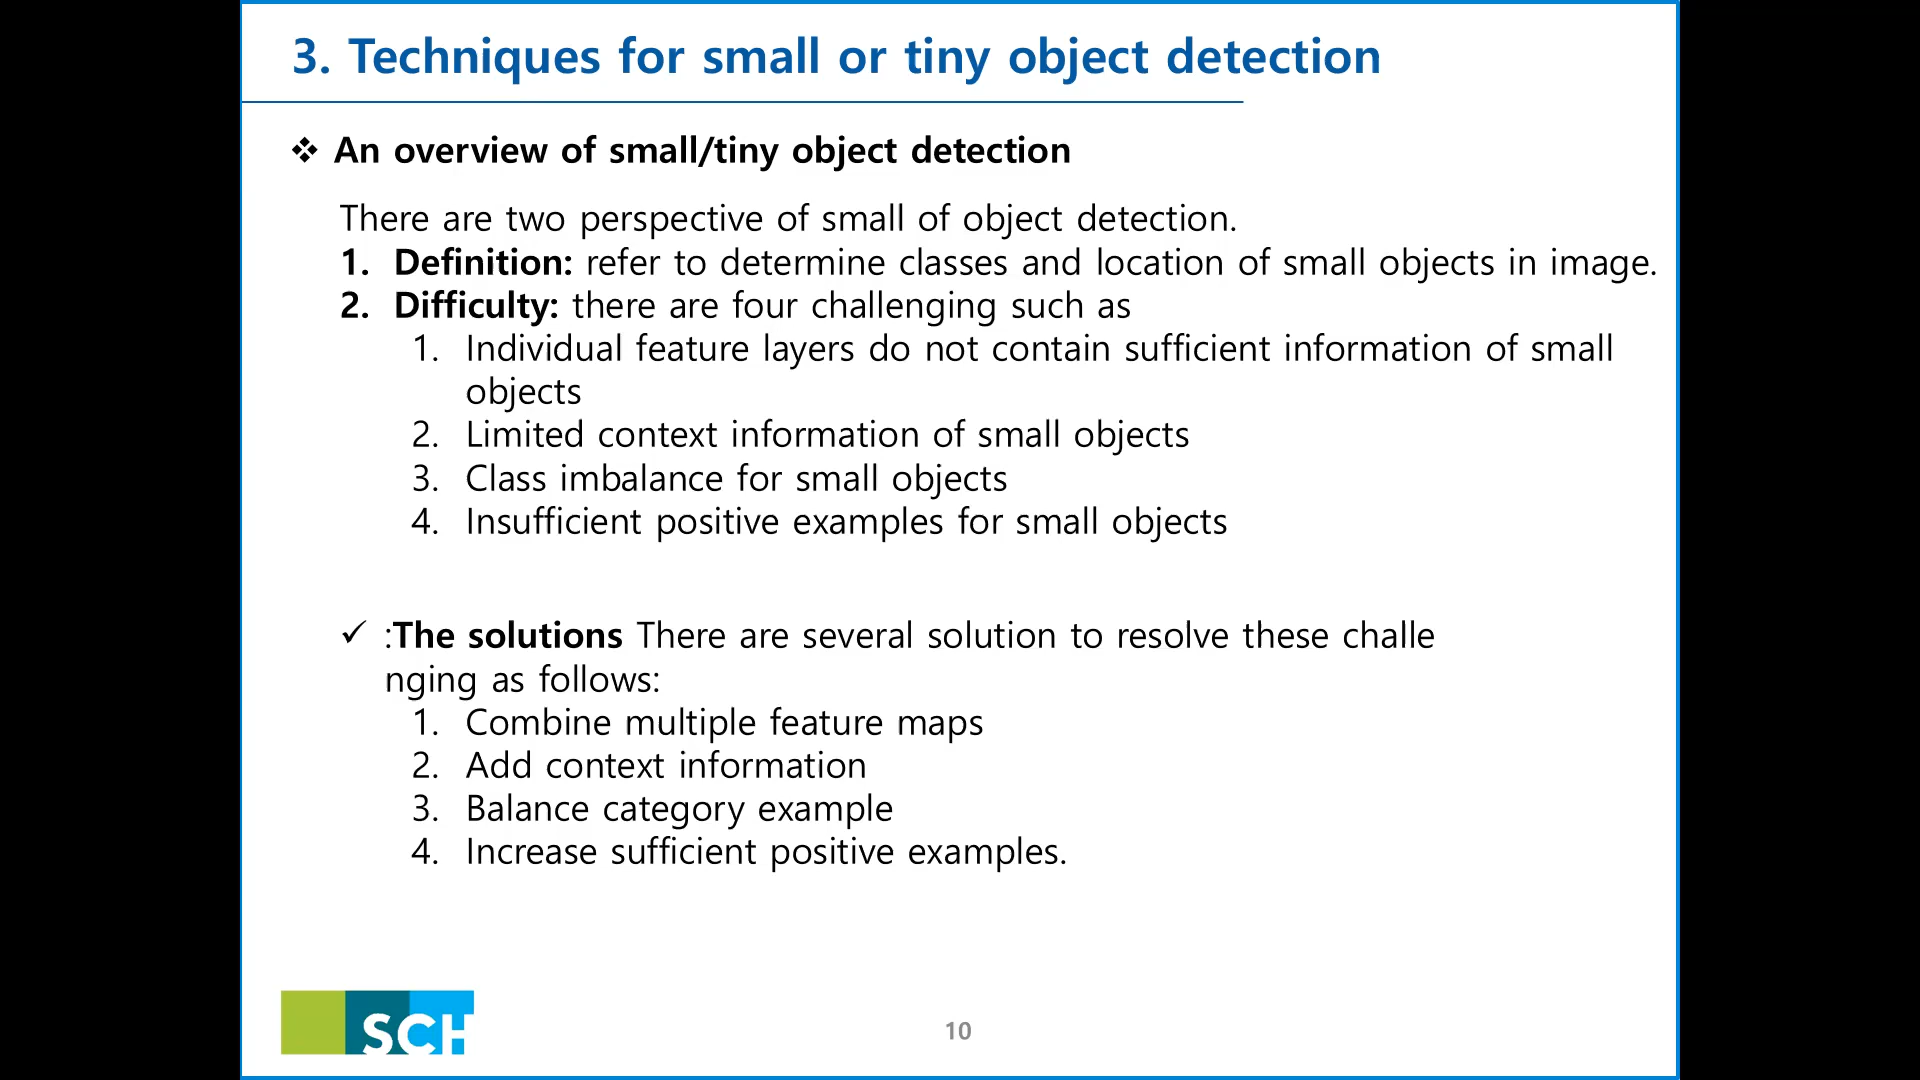 3. Techniques for small or tiny object detection
❖ An overview of small/tiny object detection
There are two perspective of small of object detection.
1. Definition: refer to determine classes and location of small objects in image.
2. Difficulty: there are four challenging such as
1. Individual feature layers do not contain sufficient information of small
objects
2. Limited context information of small objects
3. Class imbalance for small objects
4. Insufficient positive examples for small objects
✓ :The solutions There are several solution to resolve these challe
nging as follows:
1. Combine multiple feature maps
2. Add context information
3. Balance category example
4. Increase sufficient positive examples.
SCH
10